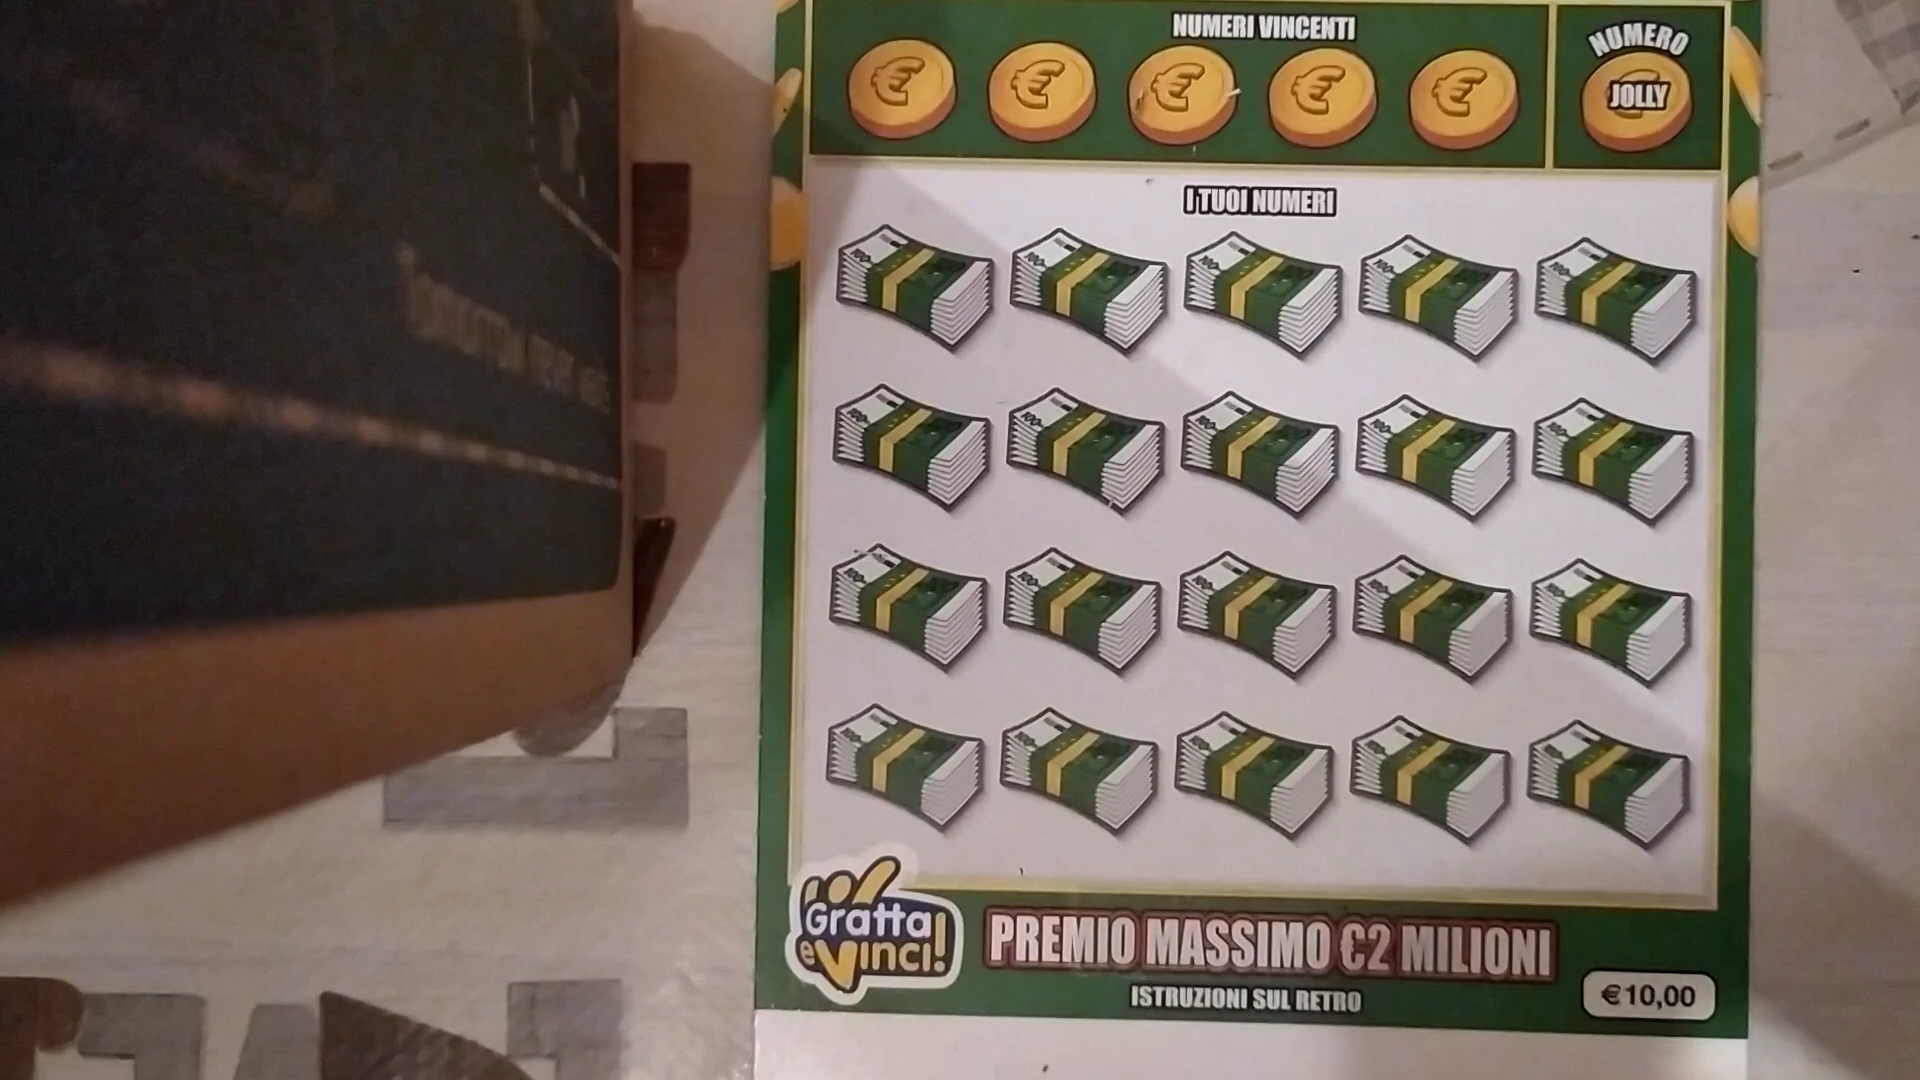 NUMERI VINCENTI
NUMERO
JOLLY
I TUOI NUMERI
Gratta
e Vinci!
PREMIO MASSIMO €2 MILIONI
ISTRUZIONI SUL RETRO
€10,00